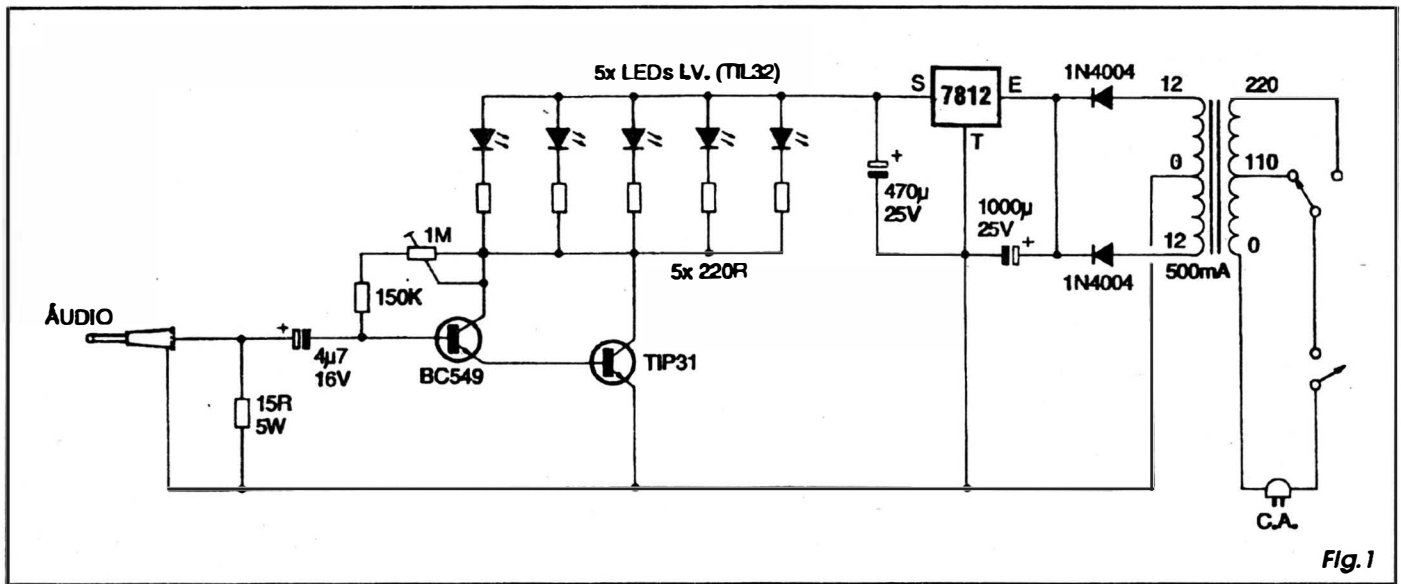 5x LEDs I.V. (TIL32)
S
7812
E
T
1N4004
12
220
0
110
470µ
25V
1000µ
25V
12
0
1N4004
500mA
1M
5x 220R
150K
ÁUDIO
4µ7
16V
BC549
TIP31
15R
5W
C.A.
Fig.1